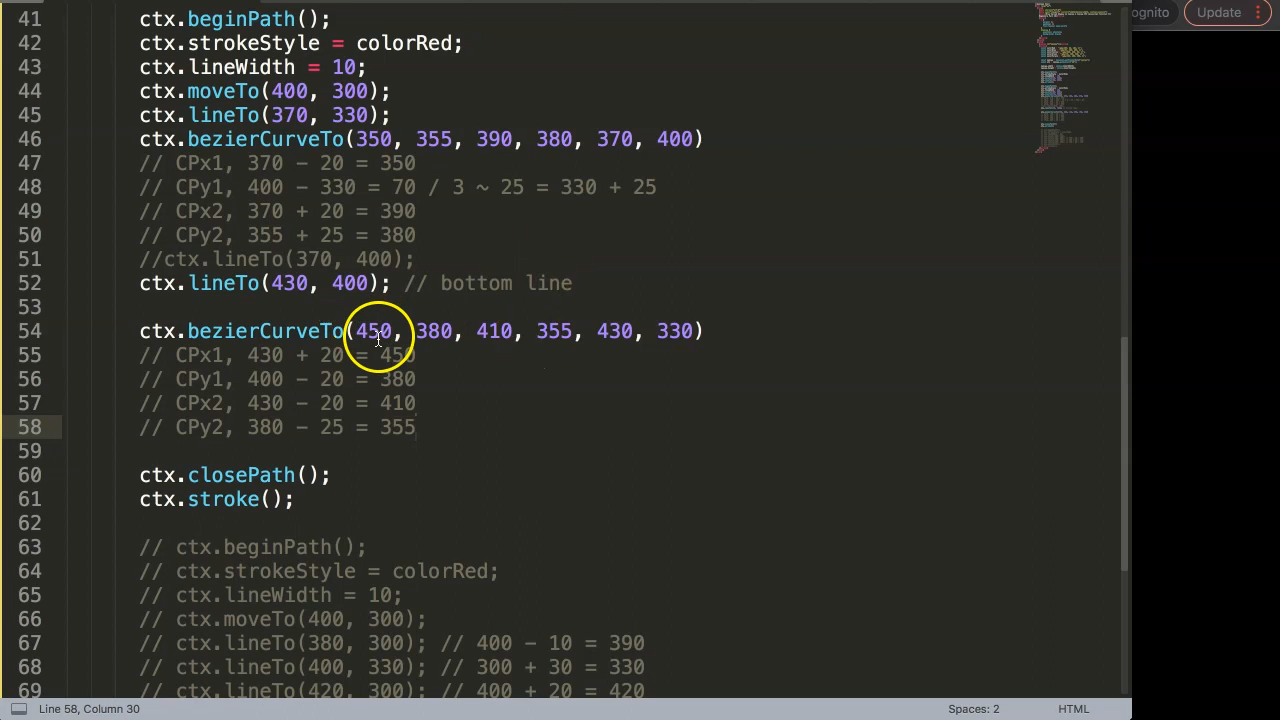 41 ctx.beginPath();
42 ctx.strokeStyle = colorRed;
43 ctx.lineWidth = 10;
44 ctx.moveTo(400, 300);
45 ctx.lineTo(370, 330);
46 ctx.bezierCurveTo(350, 355, 390, 380, 370, 400)
47 // CPx1, 370 - 20 = 350
48 // CPy1, 400 - 330 = 70 / 3 ~ 25 = 330 + 25
49 // CPx2, 370 + 20 = 390
50 // CPy2, 355 + 25 = 380
51 //ctx.lineTo(370, 400);
52 ctx.lineTo(430, 400); // bottom line
53
54 ctx.bezierCurveTo(450, 380, 410, 355, 430, 330)
55 // CPx1, 430 + 20 = 450
56 // CPy1, 400 - 20 = 380
57 // CPx2, 430 - 20 = 410
58 // CPy2, 380 - 25 = 355
59
60 ctx.closePath();
61 ctx.stroke();
62
63 // ctx.beginPath();
64 // ctx.strokeStyle = colorRed;
65 // ctx.lineWidth = 10;
66 // ctx.moveTo(400, 300);
67 // ctx.lineTo(380, 300); // 400 - 10 = 390
68 // ctx.lineTo(400, 330); // 300 + 30 = 330
69 // ctx.lineTo(420, 300); // 400 + 20 = 420
Line 58, Column 30
Spaces: 2
HTML
Update